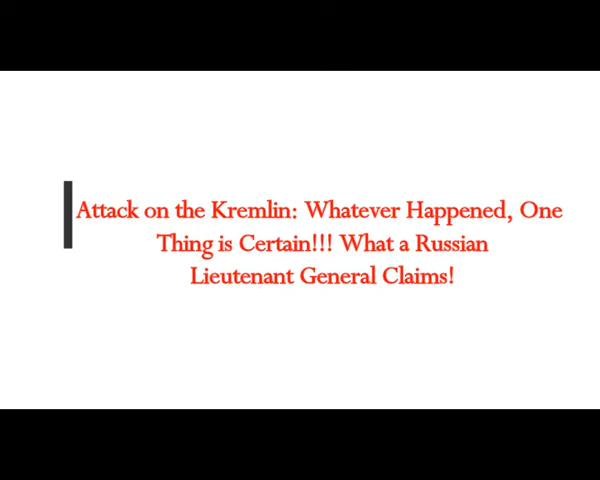 Attack on the Kremlin: Whatever Happened, One
Thing is Certain!!! What a Russian
Lieutenant General Claims!